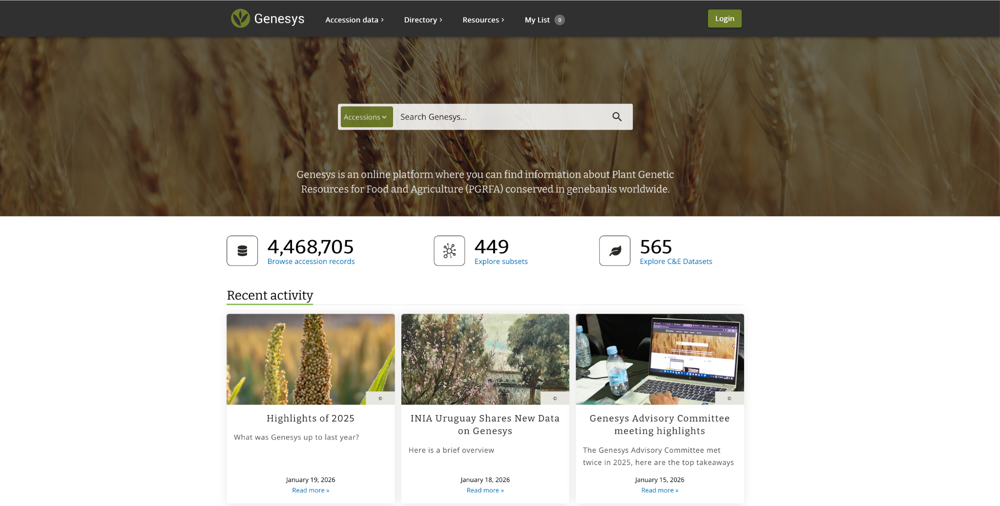 Genesys
Accession data ›
Directory ›
Resources ›
My List 0
Login
Accessions
Search Genesys...
Genesys is an online platform where you can find information about Plant Genetic
Resources for Food and Agriculture (PGRFA) conserved in genebanks worldwide.
4,468,705
Browse accession records
449
Explore subsets
565
Explore C&E Datasets
Recent activity
©
Highlights of 2025
What was Genesys up to last year?
January 19, 2026
Read more »
©
INIA Uruguay Shares New Data
on Genesys
Here is a brief overview
January 18, 2026
Read more »
©
Genesys Advisory Committee
meeting highlights
The Genesys Advisory Committee met
twice in 2025, here are the top takeaways
January 15, 2026
Read more »